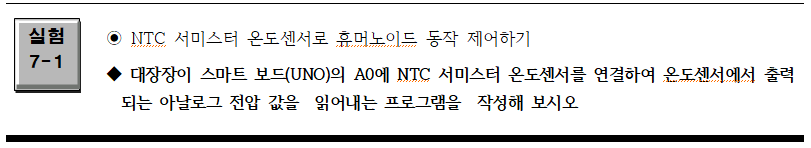 실험
7-1
◉ NTC 서미스터 온도센서로 휴머노이드 동작 제어하기
◆ 대장장이 스마트 보드(UNO)의 A0에 NTC 서미스터 온도센서를 연결하여 온도센서에서 출력
되는 아날로그 전압 값을 읽어내는 프로그램을 작성해 보시오